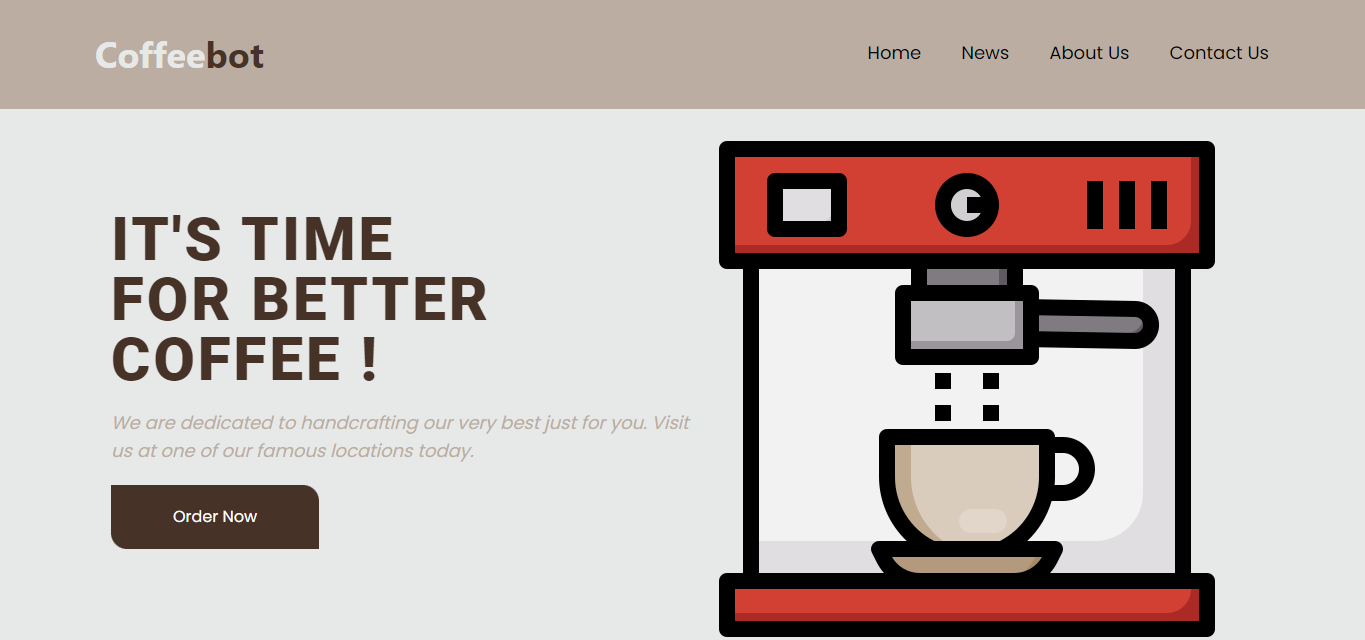 Coffeebot
Home News About Us Contact Us
IT'S TIME
FOR BETTER
COFFEE !
We are dedicated to handcrafting our very best just for you. Visit
us at one of our famous locations today.
Order Now